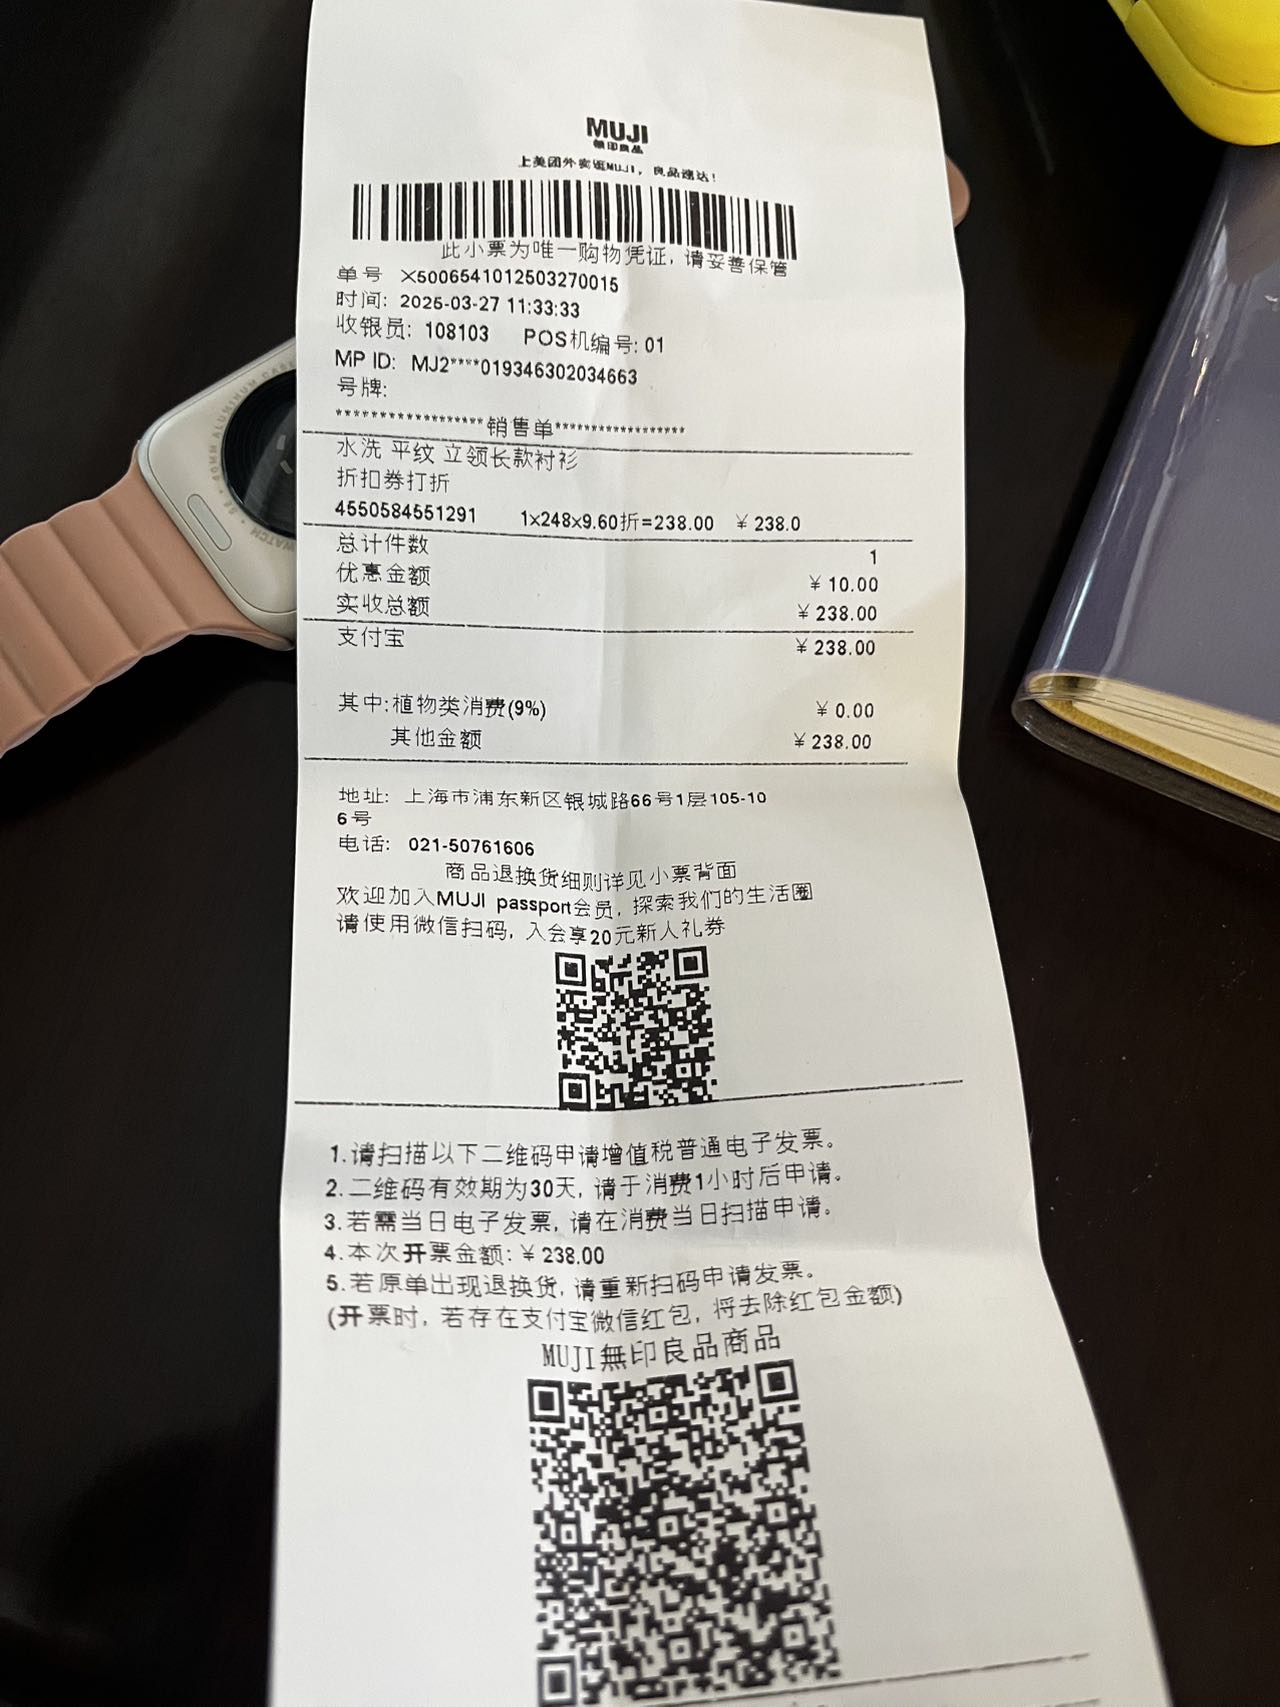 MUJI
無印良品
上美团外卖逛MUJI，良品速达！
此小票为唯一购物凭证，请妥善保管
单号 X5006541012503270015
时间：2025-03-27 11:33:33
收银员：108103 POS机编号：01
MP ID: MJ2****019346302034663
号牌：
******************销售单******************
水洗 平纹 立领长款衬衫
折扣券打折
4550584551291 1x248x9.60折=238.00 ￥238.0
总计件数 1
优惠金额 ￥10.00
实收总额 ￥238.00
支付宝 ￥238.00
其中:植物类消费(9%) ￥0.00
其他金额 ￥238.00
地址：上海市浦东新区银城路66号1层105-10
6号
电话：021-50761606
商品退换货细则详见小票背面
欢迎加入MUJI passport会员，探索我们的生活圈
请使用微信扫码，入会享20元新人礼券
1.请扫描以下二维码申请增值税普通电子发票。
2.二维码有效期为30天，请于消费1小时后申请。
3.若需当日电子发票，请在消费当日扫描申请。
4.本次开票金额：￥238.00
5.若原单出现退换货，请重新扫码申请发票。
(开票时，若存在支付宝微信红包，将去除红包金额)
MUJI無印良品商品